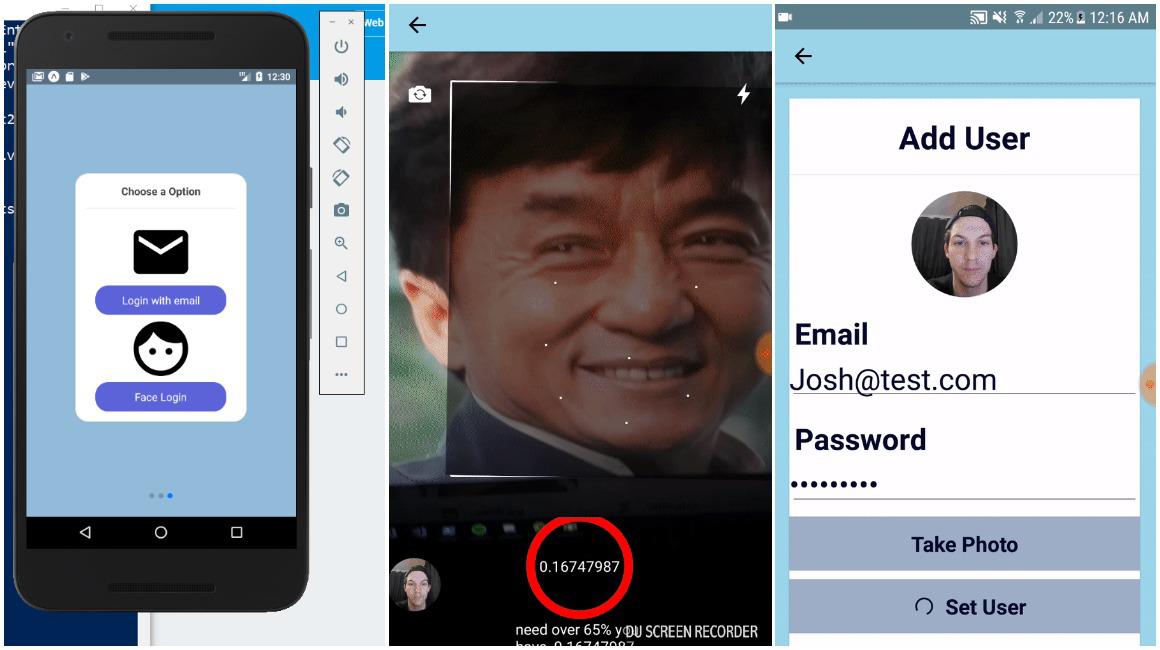 Web
12:30
Choose a Option
Login with email
Face Login
0.16747987
need over 65% you
DU SCREEN RECORDER
have 0.16747987
22% 12:16 AM
Add User
Email
Josh@test.com
Password
•••••••••
Take Photo
Set User